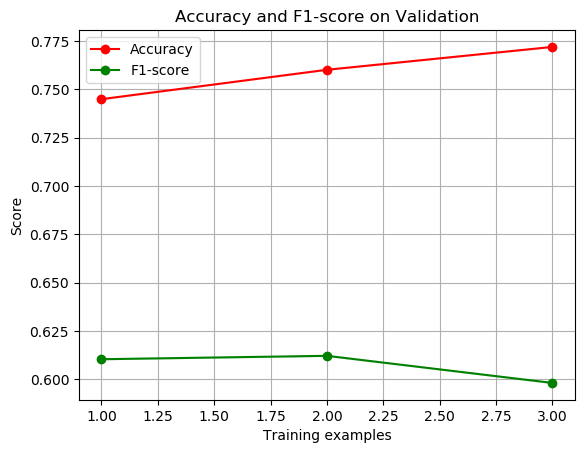 Accuracy and F1-score on Validation
Accuracy
F1-score
0.775
0.750
0.725
0.700
0.675
0.650
0.625
0.600
Score
1.00 1.25 1.50 1.75 2.00 2.25 2.50 2.75 3.00
Training examples